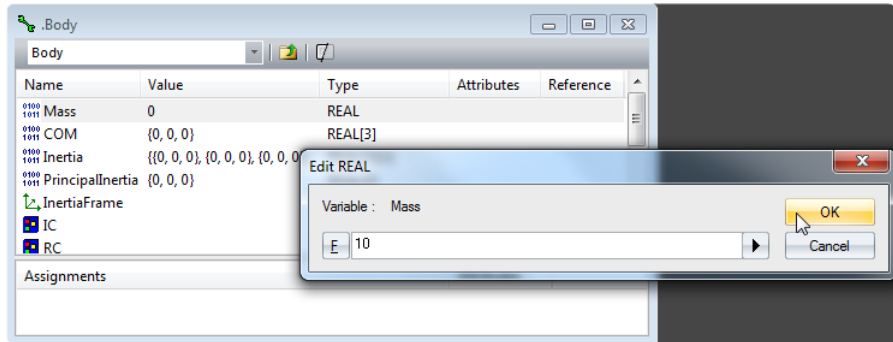 .Body
Body
Name Value Type Attributes Reference
Mass 0 REAL
COM {0, 0, 0} REAL[3]
Inertia {{0, 0, 0}, {0, 0, 0}, {0, 0, 0
PrincipalInertia {0, 0, 0}
InertiaFrame
IC
RC
Assignments
Edit REAL
Variable : Mass
OK
F 10
Cancel